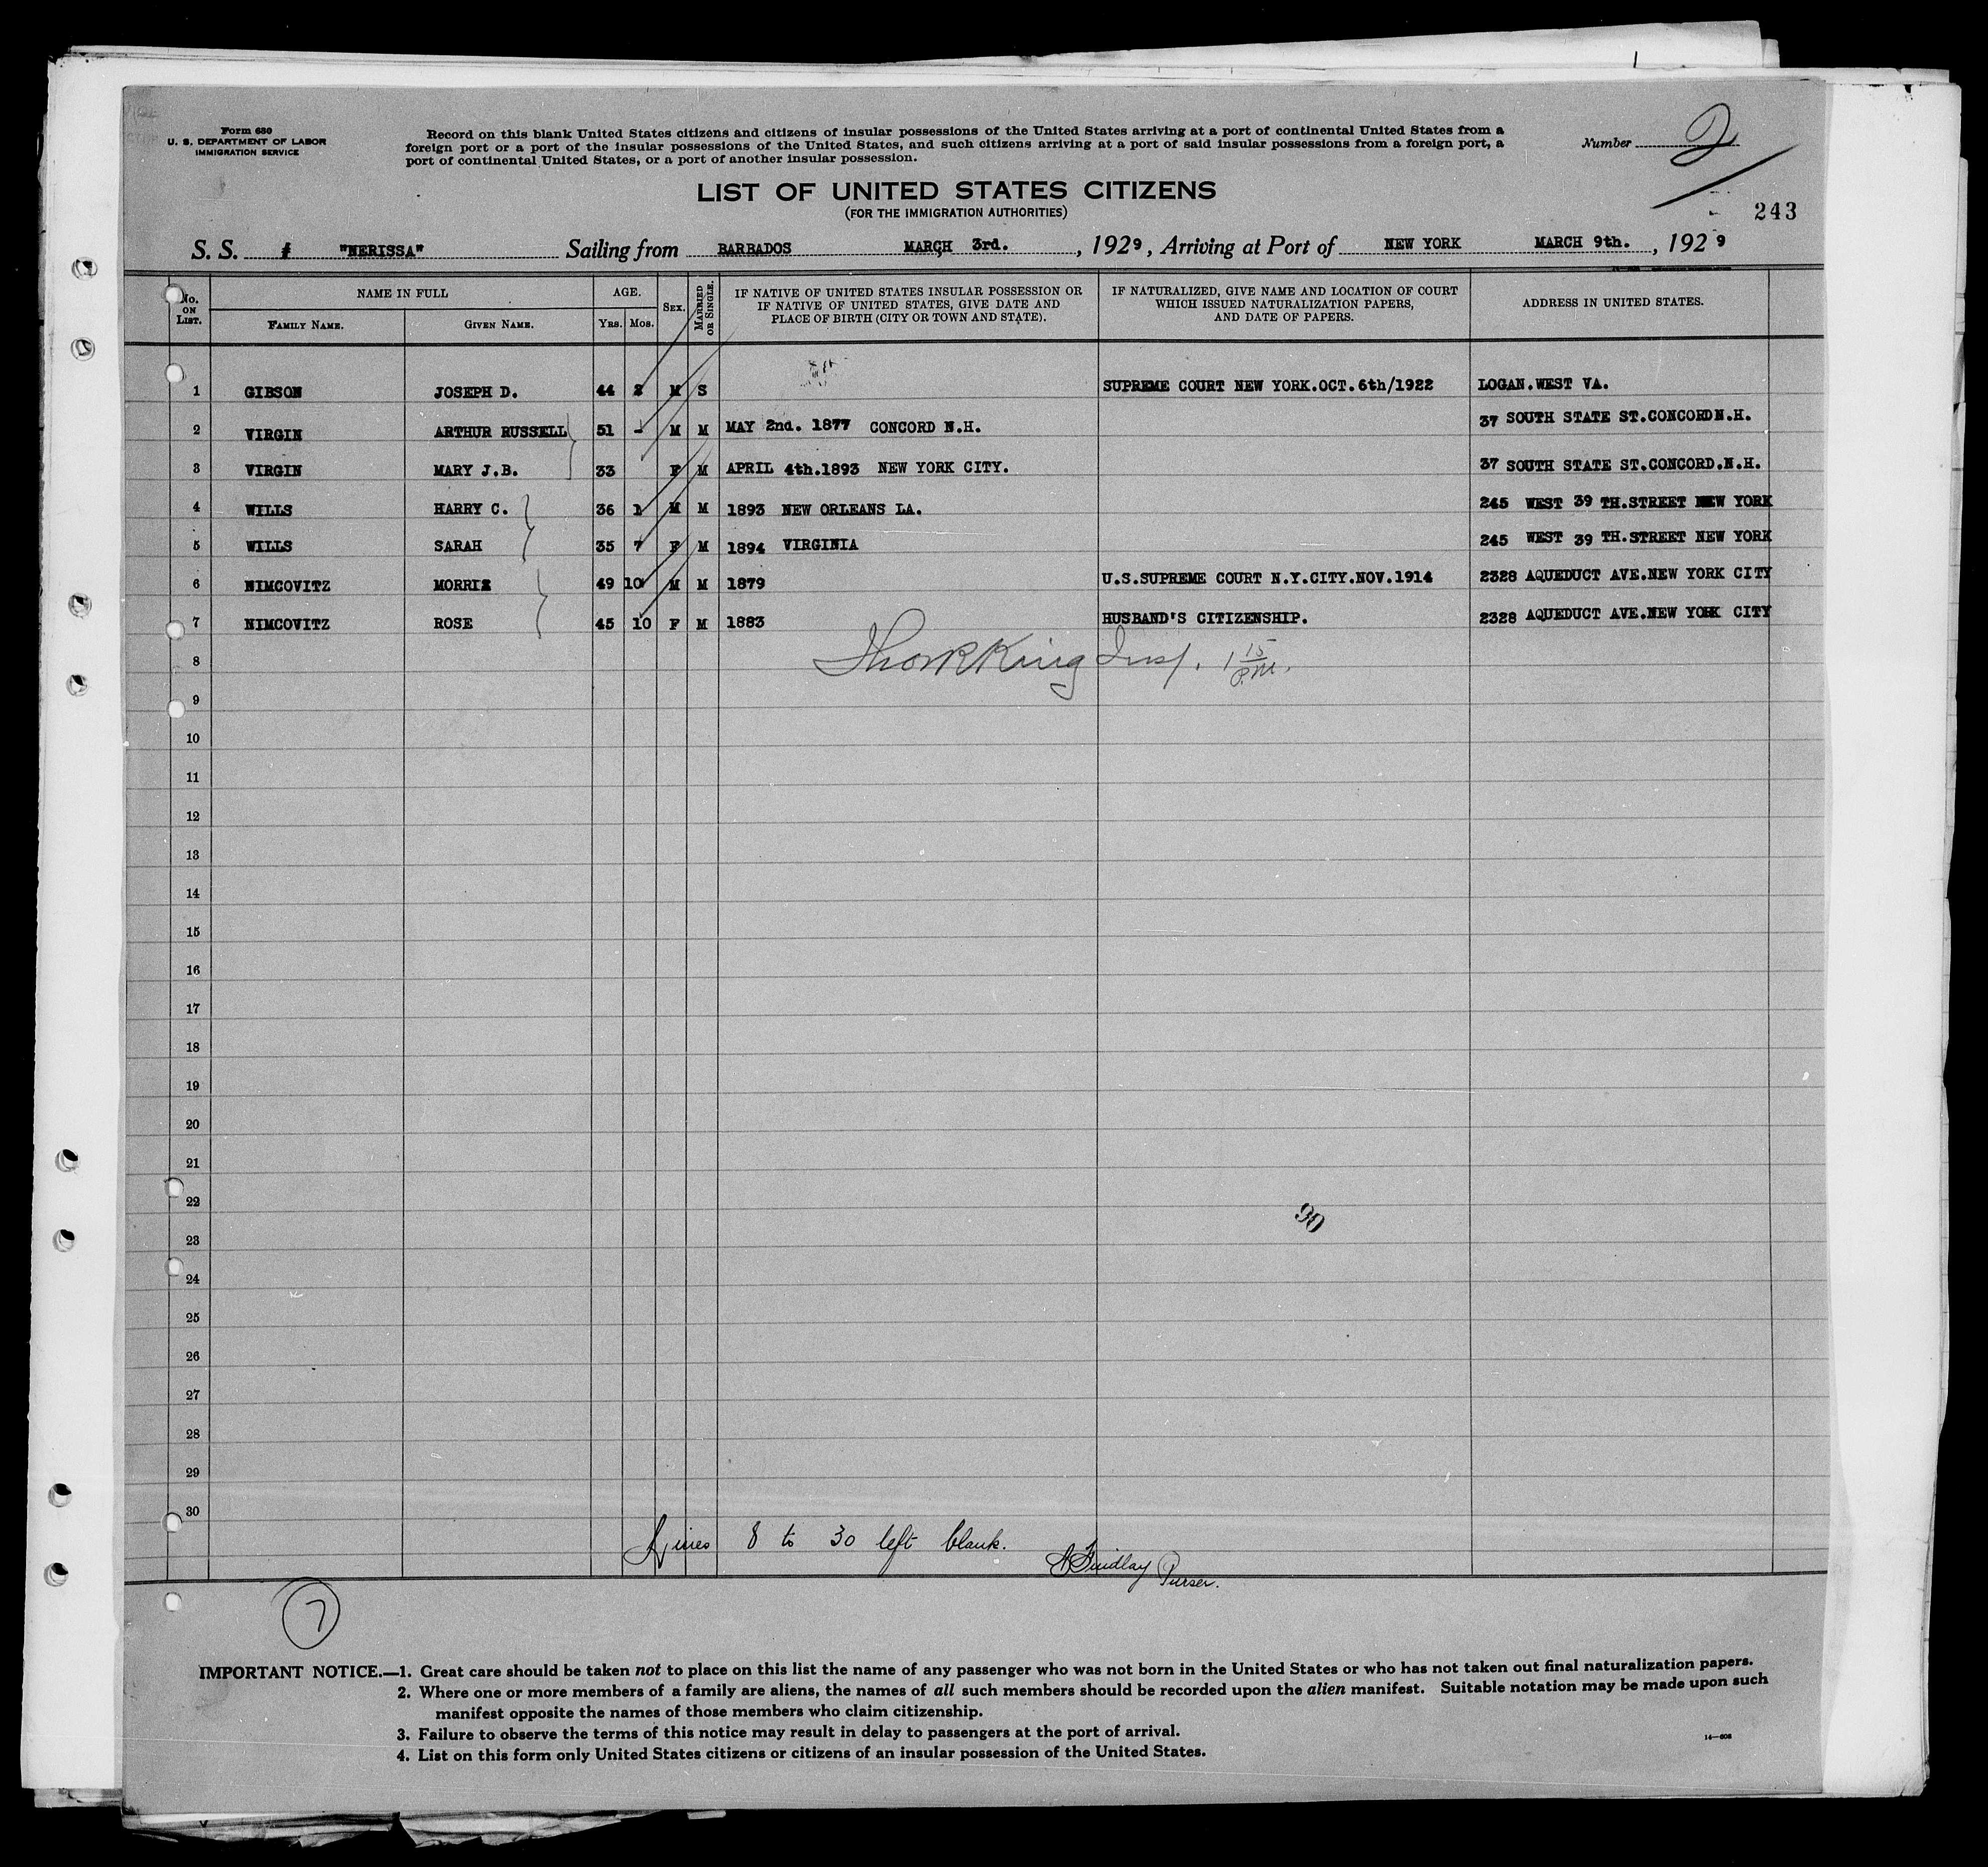 Form 630
U. S. DEPARTMENT OF LABOR
IMMIGRATION SERVICE
Record on this blank United States citizens and citizens of insular possessions of the United States arriving at a port of continental United States from a
foreign port or a port of the insular possessions of the United States, and such citizens arriving at a port of said insular possessions from a foreign port, a
port of continental United States, or a port of another insular possession.
Number 2
LIST OF UNITED STATES CITIZENS
(FOR THE IMMIGRATION AUTHORITIES)
243
S. S. "NERISSA" Sailing from BARBADOS MARCH 3rd. , 1929 , Arriving at Port of NEW YORK MARCH 9th. , 1929
No. ON LIST. NAME IN FULL AGE. SEX. MARRIED OR SINGLE. IF NATIVE OF UNITED STATES INSULAR POSSESSION OR IF NATIVE OF UNITED STATES, GIVE DATE AND PLACE OF BIRTH (CITY OR TOWN AND STATE). IF NATURALIZED, GIVE NAME AND LOCATION OF COURT WHICH ISSUED NATURALIZATION PAPERS, AND DATE OF PAPERS. ADDRESS IN UNITED STATES.
FAMILY NAME. GIVEN NAME. YRS. MOS.
1 GIBSON JOSEPH D. 44 2 M S SUPREME COURT NEW YORK.OCT.6th/1922 LOGAN.WEST VA.
2 VIRGIN ARTHUR RUSSELL 51 - M M MAY 2nd. 1877 CONCORD N.H. 37 SOUTH STATE ST.CONCORDN.H.
3 VIRGIN MARY J.B. 33 F M APRIL 4th.1893 NEW YORK CITY. 37 SOUTH STATE ST.CONCORD.N.H.
4 WILLS HARRY C. 36 1 M M 1893 NEW ORLEANS LA. 245 WEST 39 TH.STREET NEW YORK
5 WILLS SARAH 35 7 F M 1894 VIRGINIA 245 WEST 39 TH.STREET NEW YORK
6 NIMCOVITZ MORRIS 49 10 M M 1879 U.S.SUPREME COURT N.Y.CITY.NOV.1914 2328 AQUEDUCT AVE.NEW YORK CITY
7 NIMCOVITZ ROSE 45 10 F M 1883 HUSBAND'S CITIZENSHIP. 2328 AQUEDUCT AVE.NEW YORK CITY
8 King Insp. 1 15 P.M.
9
10
11
12
13
14
15
16
17
18
19
20
21
22
90
23
24
25
26
27
28
29
30
Lines 8 to 30 left blank.
Findlay Purser.
7
IMPORTANT NOTICE.—1. Great care should be taken not to place on this list the name of any passenger who was not born in the United States or who has not taken out final naturalization papers.
2. Where one or more members of a family are aliens, the names of all such members should be recorded upon the alien manifest. Suitable notation may be made upon such
manifest opposite the names of those members who claim citizenship.
3. Failure to observe the terms of this notice may result in delay to passengers at the port of arrival.
4. List on this form only United States citizens or citizens of an insular possession of the United States.
14—608